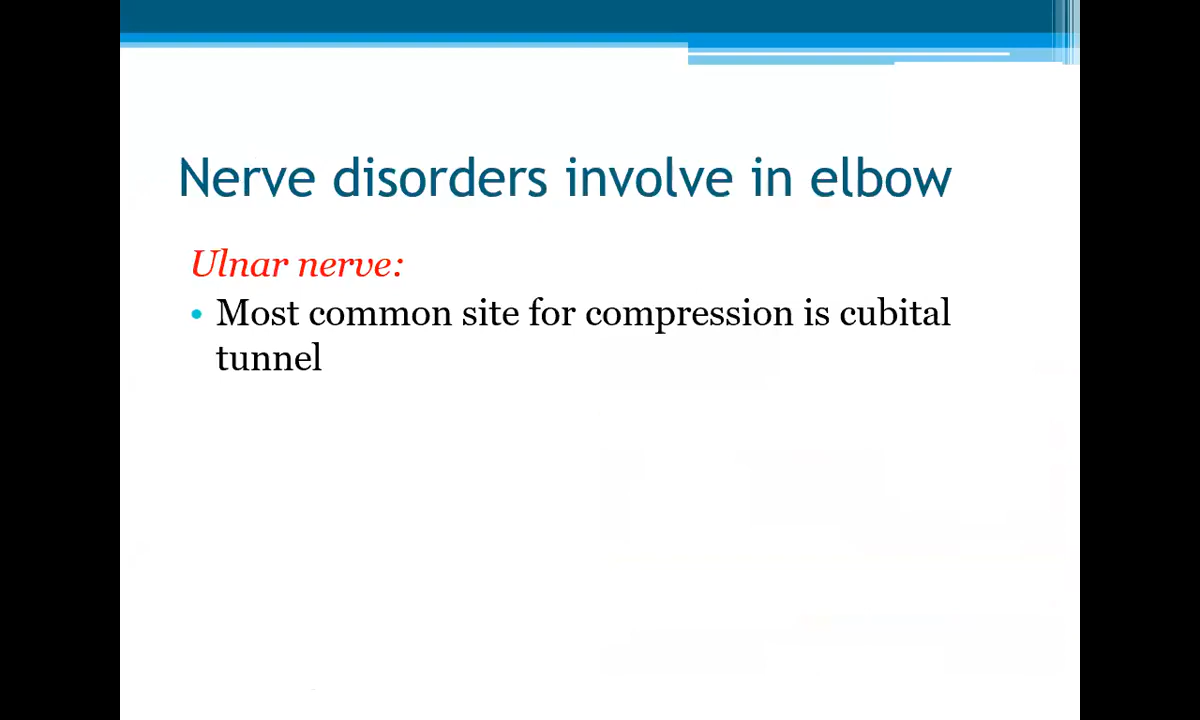 Nerve disorders involve in elbow
Ulnar nerve:
• Most common site for compression is cubital
tunnel